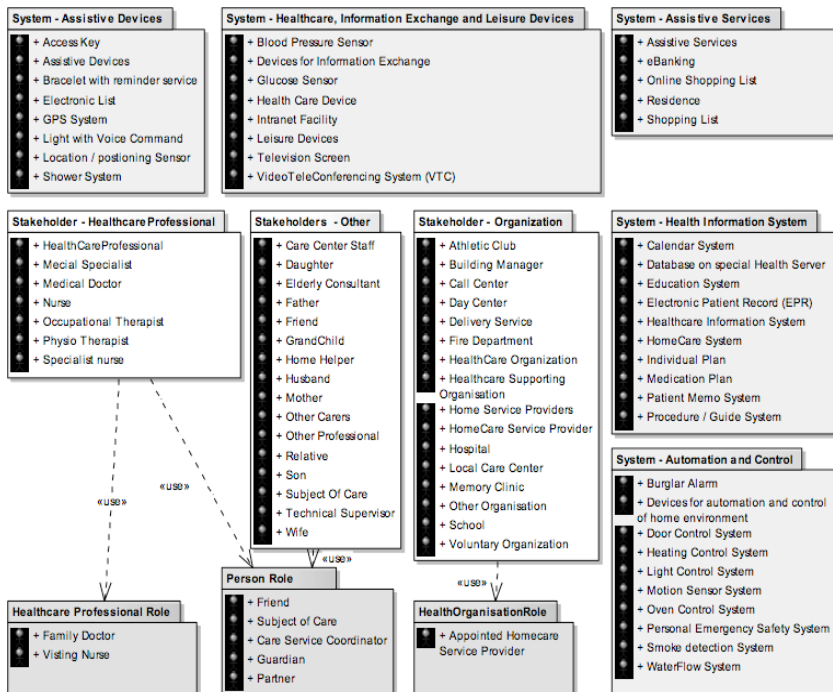 System - Assistive Devices
+ Access Key
+ Assistive Devices
+ Bracelet with reminder service
+ Electronic List
+ GPS System
+ Light with Voice Command
+ Location / postioning Sensor
+ Shower System
System - Healthcare, Information Exchange and Leisure Devices
+ Blood Pressure Sensor
+ Devices for Information Exchange
+ Glucose Sensor
+ Health Care Device
+ Intranet Facility
+ Leisure Devices
+ Television Screen
+ VideoTeleConferencing System (VTC)
System - Assistive Services
+ Assistive Services
+ eBanking
+ Online Shopping List
+ Residence
+ Shopping List
Stakeholder - HealthcareProfessional
+ HealthCareProfessional
+ Mecial Specialist
+ Medical Doctor
+ Nurse
+ Occupational Therapist
+ Physio Therapist
+ Specialist nurse
Stakeholders - Other
+ Care Center Staff
+ Daughter
+ Elderly Consultant
+ Father
+ Friend
+ GrandChild
+ Home Helper
+ Husband
+ Mother
+ Other Carers
+ Other Professional
+ Relative
+ Son
+ Subject Of Care
+ Technical Supervisor
+ Wife
Stakeholder - Organization
+ Athletic Club
+ Building Manager
+ Call Center
+ Day Center
+ Delivery Service
+ Fire Department
+ HealthCare Organization
+ Healthcare Supporting
Organisation
+ Home Service Providers
+ HomeCare Service Provider
+ Hospital
+ Local Care Center
+ Memory Clinic
+ Other Organisation
+ School
+ Voluntary Organization
System - Health Information System
+ Calendar System
+ Database on special Health Server
+ Education System
+ Electronic Patient Record (EPR)
+ Healthcare Information System
+ HomeCare System
+ Individual Plan
+ Medication Plan
+ Patient Memo System
+ Procedure / Guide System
System - Automation and Control
+ Burglar Alarm
+ Devices for automation and control
of home environment
+ Door Control System
+ Heating Control System
+ Light Control System
+ Motion Sensor System
+ Oven Control System
+ Personal Emergency Safety System
+ Smoke detection System
+ WaterFlow System
«use»
«use»
«use»
«use»
Healthcare Professional Role
+ Family Doctor
+ Visting Nurse
Person Role
+ Friend
+ Subject of Care
+ Care Service Coordinator
+ Guardian
+ Partner
HealthOrganisationRole
+ Appointed Homecare
Service Provider